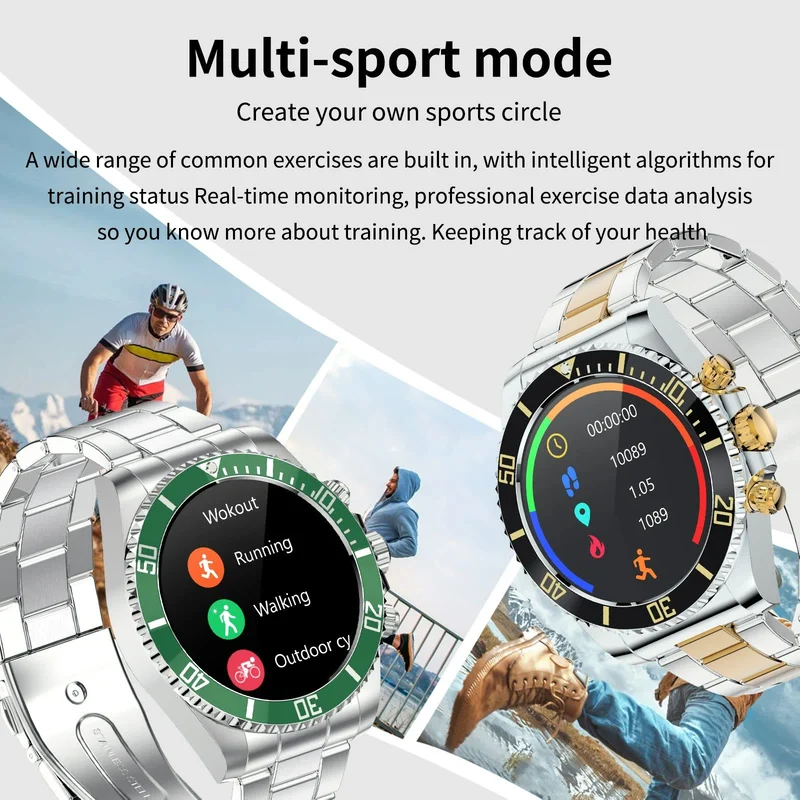 Multi-sport mode
Create your own sports circle
A wide range of common exercises are built in, with intelligent algorithms for
training status Real-time monitoring, professional exercise data analysis
so you know more about training. Keeping track of your health
10
20
30
40
50
00:00:00
10089
1.05
1089
10
20
30
40
50
Wokout
Running
Walking
Outdoor cy